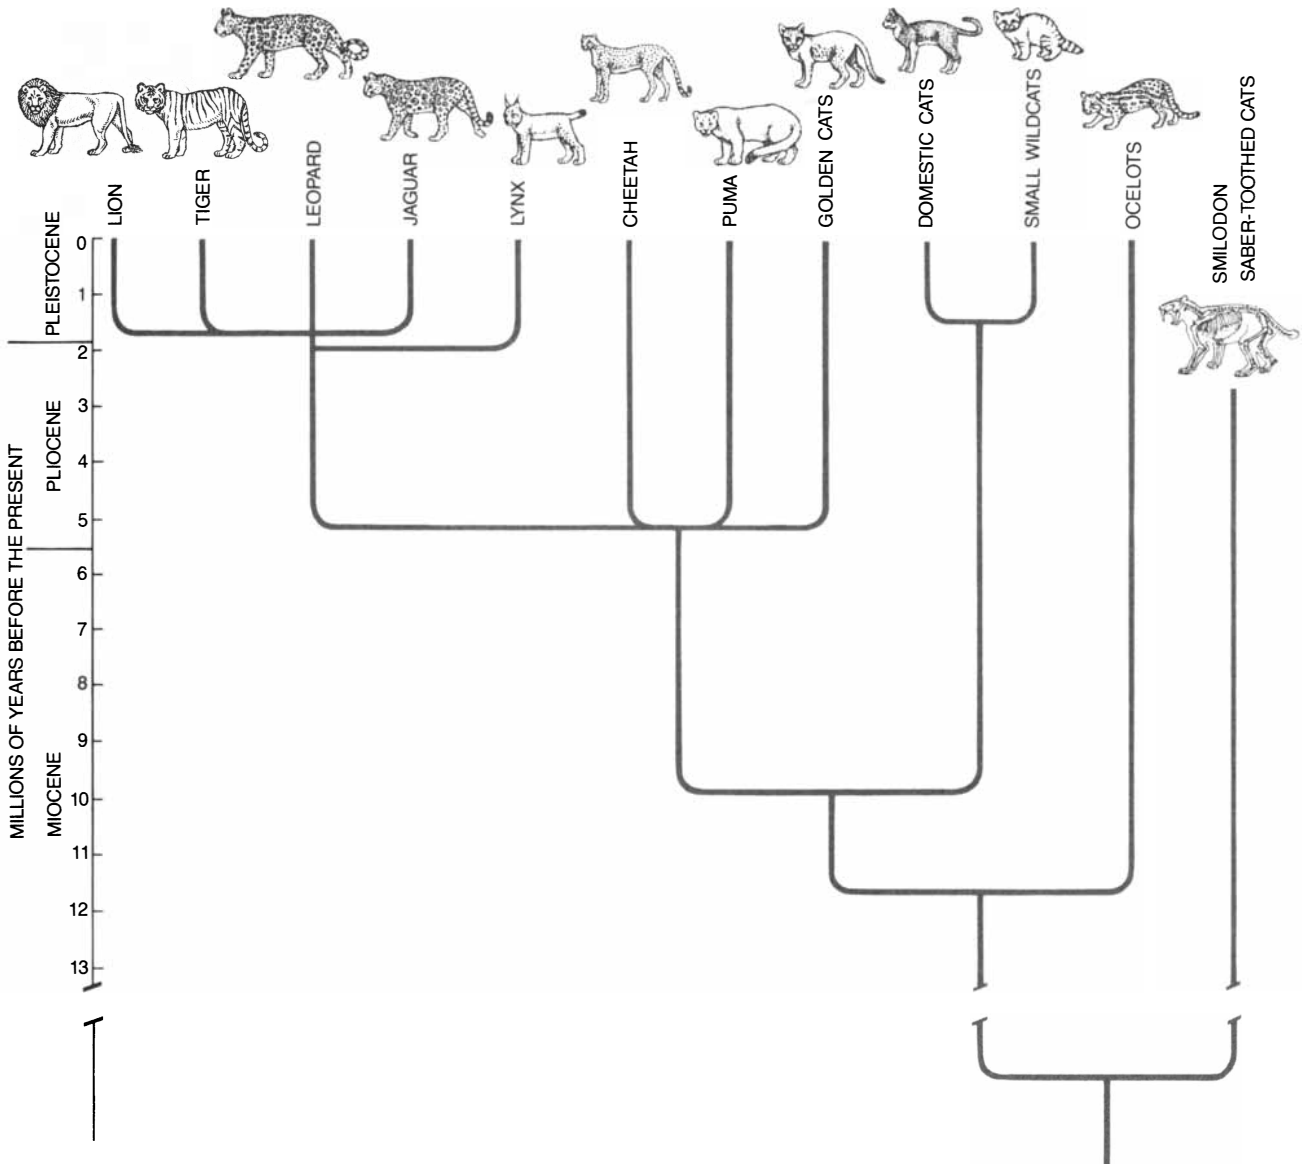 LION
TIGER
LEOPARD
JAGUAR
LYNX
CHEETAH
PUMA
GOLDEN CATS
DOMESTIC CATS
SMALL WILDCATS
OCELOTS
SMILODON
SABER-TOOTHED CATS
MILLIONS OF YEARS BEFORE THE PRESENT
PLEISTOCENE
PLIOCENE
MIOCENE
0
1
2
3
4
5
6
7
8
9
10
11
12
13